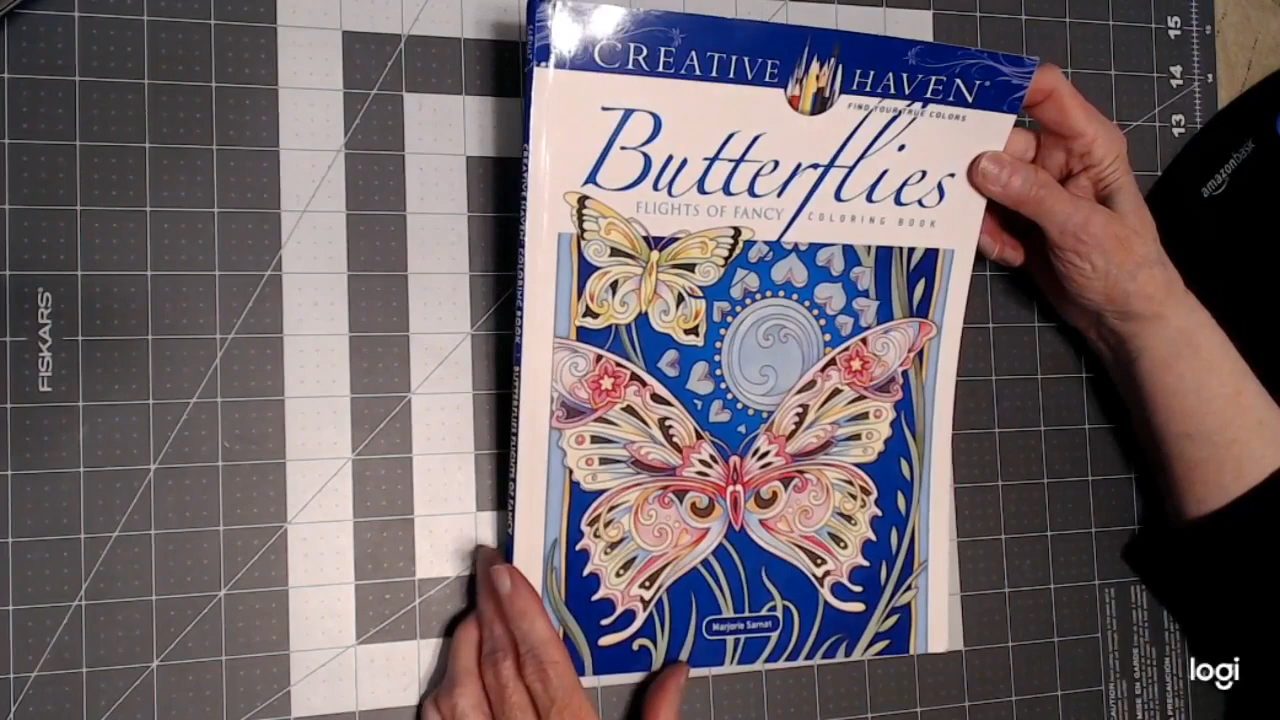 CREATIVE HAVEN®
FIND YOUR TRUE COLORS
Butterflies
FLIGHTS OF FANCY COLORING BOOK
Marjorie Sarnat
CREATIVE HAVEN COLORING BOOK BUTTERFLIES FLIGHTS OF FANCY
FISKARS®
15
14
13
amazonbasic
logi